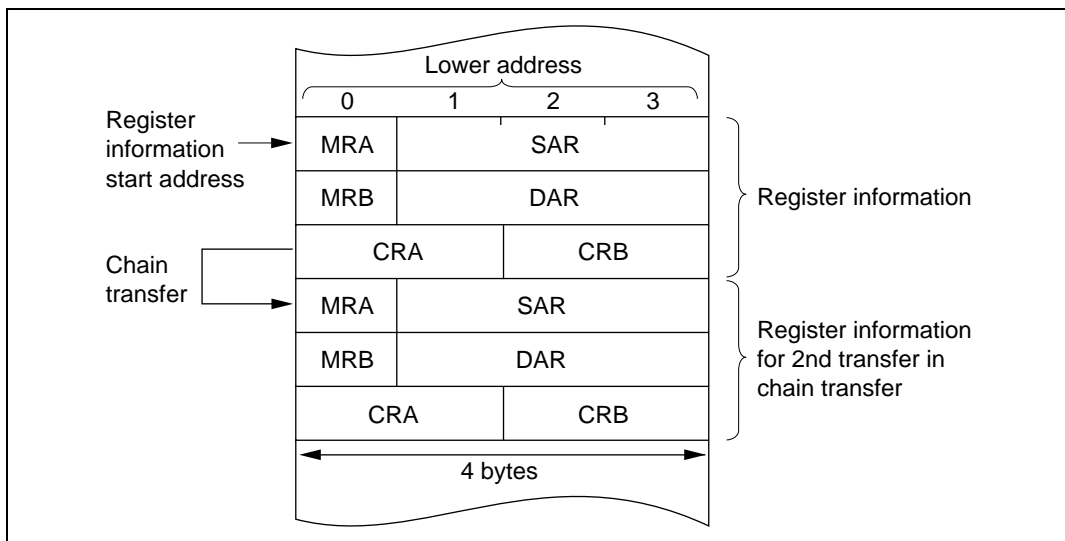 Lower address
0 1 2 3
Register
information
start address
MRA SAR
MRB DAR
Register information
CRA CRB
Chain
transfer
MRA SAR
MRB DAR
CRA CRB
Register information
for 2nd transfer in
chain transfer
4 bytes